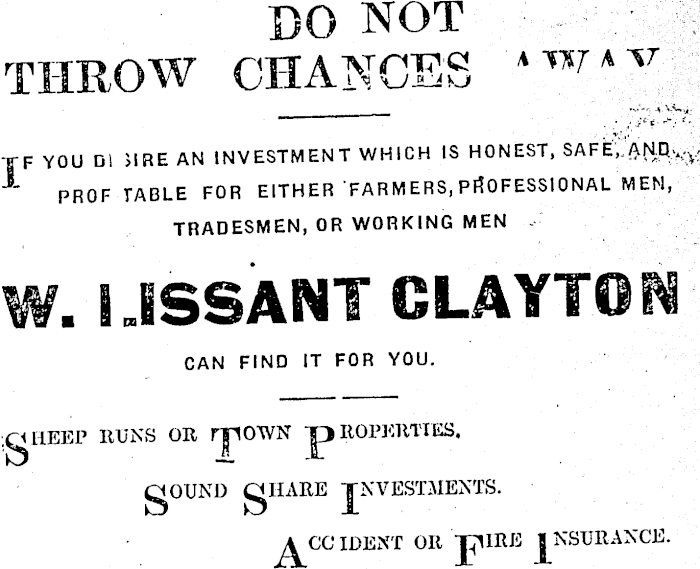 DO NOT
THROW CHANCES AWAY
IF YOU DESIRE AN INVESTMENT WHICH IS HONEST, SAFE, AND
PROFITABLE FOR EITHER FARMERS, PROFESSIONAL MEN,
TRADESMEN, OR WORKING MEN
W. LISSANT CLAYTON
CAN FIND IT FOR YOU.
SHEEP RUNS OR TOWN PROPERTIES.
SOUND SHARE INVESTMENTS.
ACCIDENT OR FIRE INSURANCE.